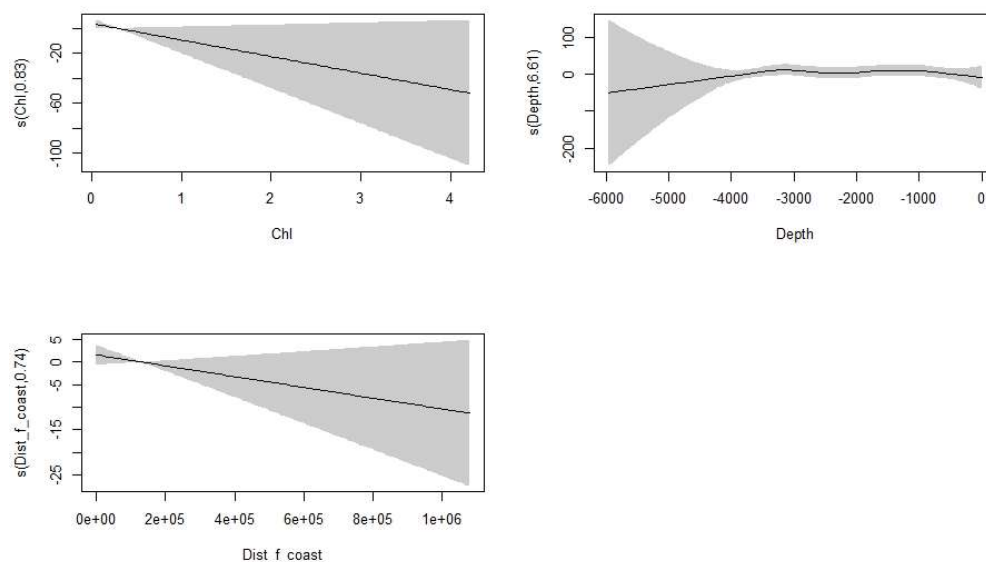 s(Chl,0.83)
20
-60
-100
0 1 2 3 4
Chl
s(Depth,6.61)
100
0
-200
-6000 -5000 -4000 -3000 -2000 -1000 0
Depth
s(Dist_f_coast,0.74)
5
0
-5
-15
-25
0e+00 2e+05 4e+05 6e+05 8e+05 1e+06
Dist_f_coast